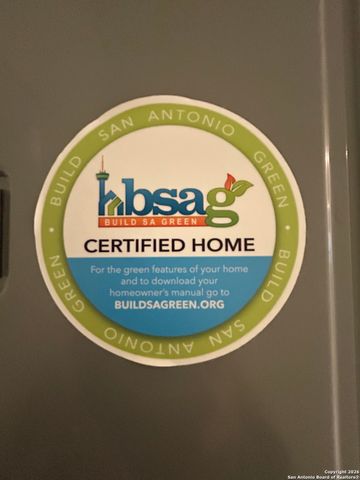 BUILD SAN ANTONIO GREEN • BUILD SAN ANTONIO GREEN •
bsag
BUILD SA GREEN
CERTIFIED HOME
For the green features of your home
and to download your
homeowner's manual go to
BUILDSAGREEN.ORG
Copyright 2026
San Antonio Board of Realtors®